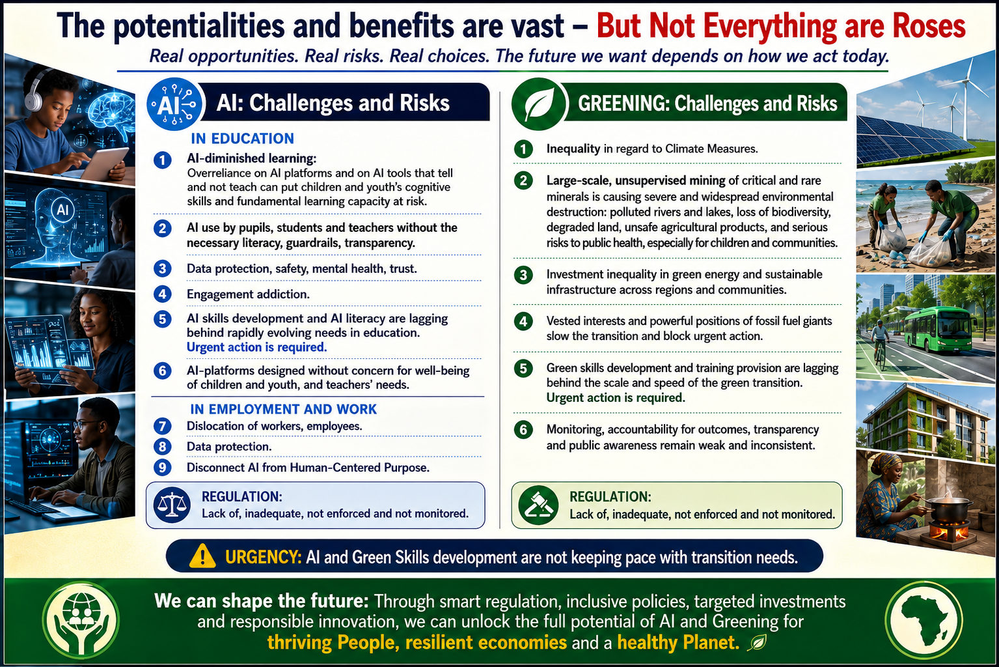 The potentialities and benefits are vast – But Not Everything are Roses
Real opportunities. Real risks. Real choices. The future we want depends on how we act today.
AI
AI: Challenges and Risks
IN EDUCATION
1 AI-diminished learning:
Overreliance on AI platforms and on AI tools that tell
and not teach can put children and youth's cognitive
skills and fundamental learning capacity at risk.
2 AI use by pupils, students and teachers without the
necessary literacy, guardrails, transparency.
3 Data protection, safety, mental health, trust.
4 Engagement addiction.
5 AI skills development and AI literacy are lagging
behind rapidly evolving needs in education.
Urgent action is required.
6 AI-platforms designed without concern for well-being
of children and youth, and teachers' needs.
IN EMPLOYMENT AND WORK
7 Dislocation of workers, employees.
8 Data protection.
9 Disconnect AI from Human-Centered Purpose.
REGULATION:
Lack of, inadequate, not enforced and not monitored.
GREENING: Challenges and Risks
1 Inequality in regard to Climate Measures.
2 Large-scale, unsupervised mining of critical and rare
minerals is causing severe and widespread environmental
destruction: polluted rivers and lakes, loss of biodiversity,
degraded land, unsafe agricultural products, and serious
risks to public health, especially for children and communities.
3 Investment inequality in green energy and sustainable
infrastructure across regions and communities.
4 Vested interests and powerful positions of fossil fuel giants
slow the transition and block urgent action.
5 Green skills development and training provision are lagging
behind the scale and speed of the green transition.
Urgent action is required.
6 Monitoring, accountability for outcomes, transparency
and public awareness remain weak and inconsistent.
REGULATION:
Lack of, inadequate, not enforced and not monitored.
AI
URGENCY: AI and Green Skills development are not keeping pace with transition needs.
We can shape the future: Through smart regulation, inclusive policies, targeted investments
and responsible innovation, we can unlock the full potential of AI and Greening for
thriving People, resilient economies and a healthy Planet.